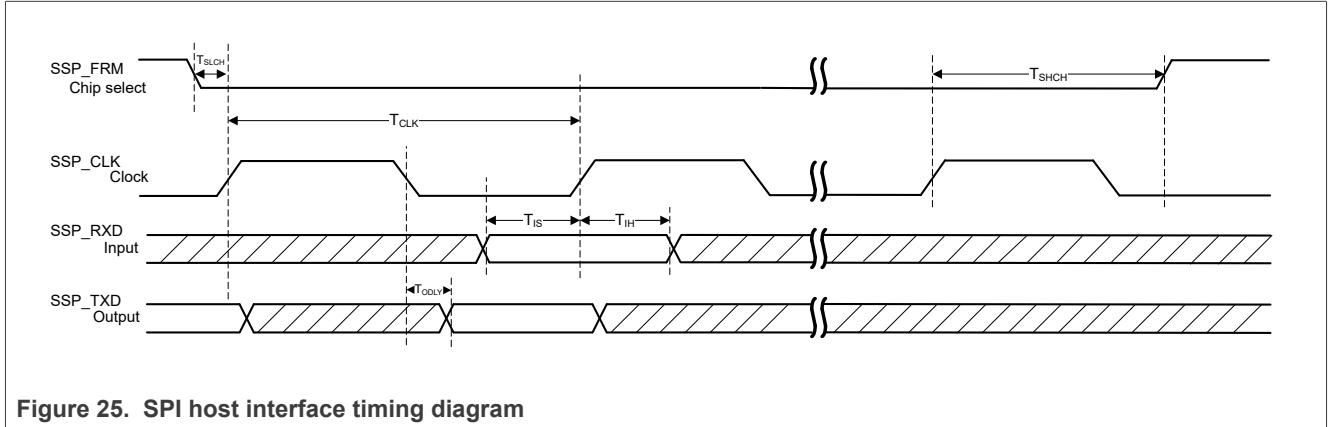 SSP_FRM
Chip select
TSLCH
TSHCH
TCLK
SSP_CLK
Clock
SSP_RXD
Input
TIS
TIH
SSP_TXD
Output
TODLY
Figure 25. SPI host interface timing diagram